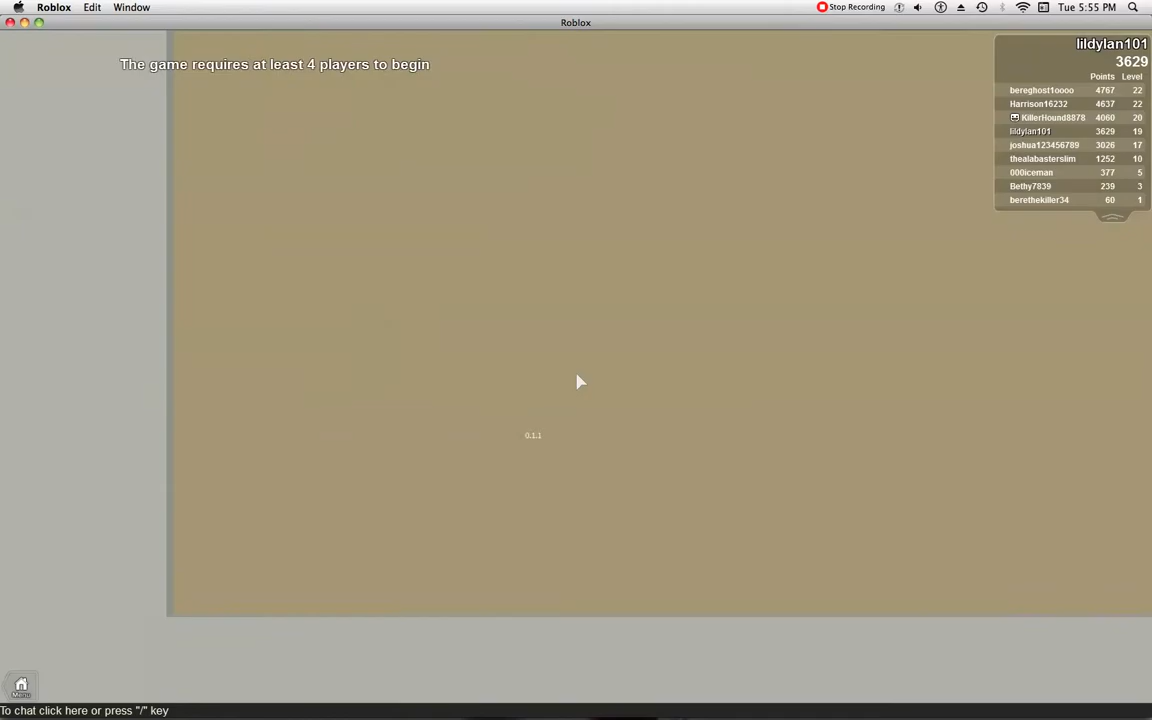 Roblox Edit Window Stop Recording Tue 5:55 PM
Roblox
The game requires at least 4 players to begin
lildylan101
3629
Points Level
bereghost1oooo 4767 22
Harrison16232 4637 22
KillerHound8878 4060 20
lildylan101 3629 19
joshua123456789 3026 17
thealabasterslim 1252 10
000iceman 377 5
Bethy7839 239 3
berethekiller34 60 1
0.1.1
Menu
To chat click here or press "/" key